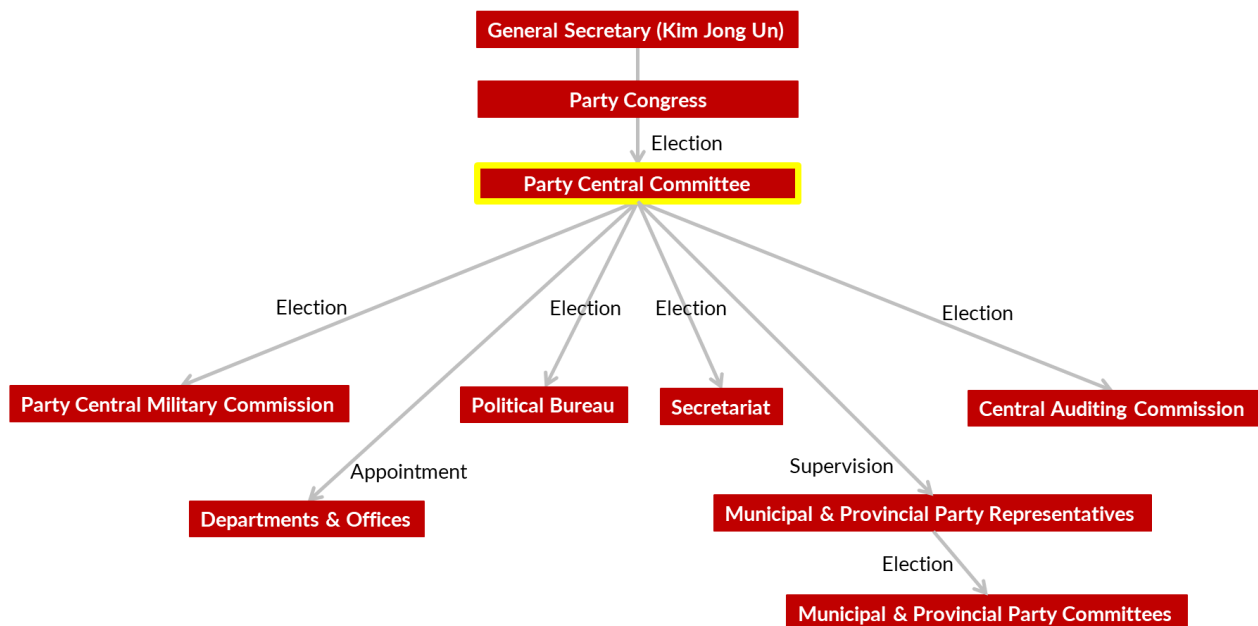 General Secretary (Kim Jong Un)
Party Congress
Election
Party Central Committee
Election
Election
Election
Election
Party Central Military Commission
Political Bureau
Secretariat
Central Auditing Commission
Appointment
Supervision
Departments & Offices
Municipal & Provincial Party Representatives
Election
Municipal & Provincial Party Committees